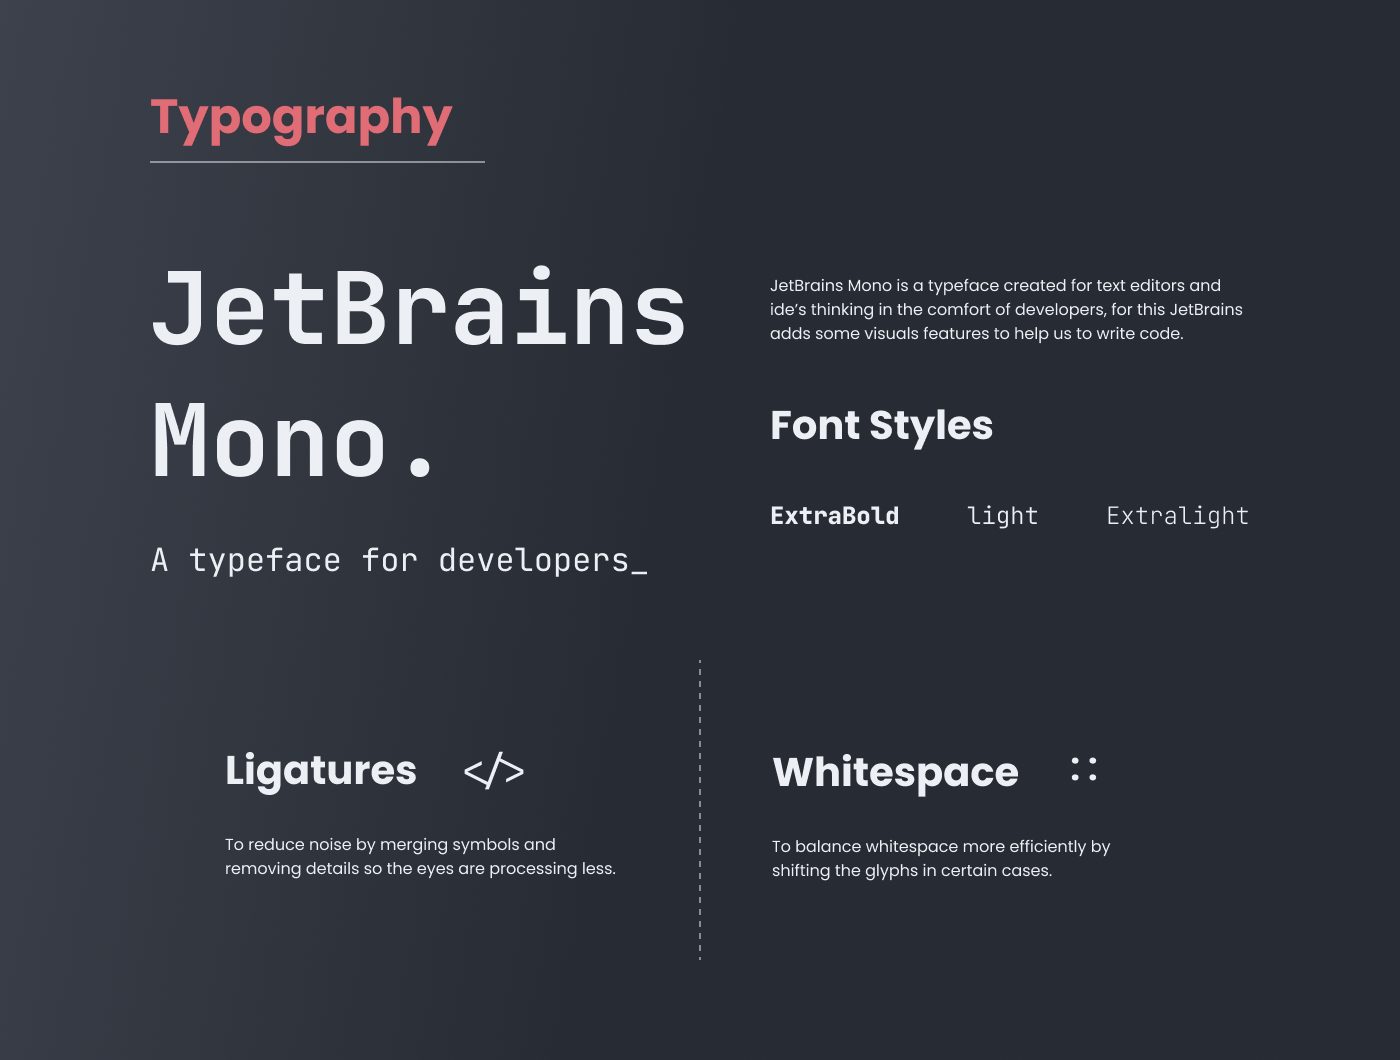 Typography
JetBrains
Mono.
A typeface for developers_
JetBrains Mono is a typeface created for text editors and
ide’s thinking in the comfort of developers, for this JetBrains
adds some visuals features to help us to write code.
Font Styles
ExtraBold light Extralight
Ligatures </>
To reduce noise by merging symbols and
removing details so the eyes are processing less.
Whitespace ::
To balance whitespace more efficiently by
shifting the glyphs in certain cases.